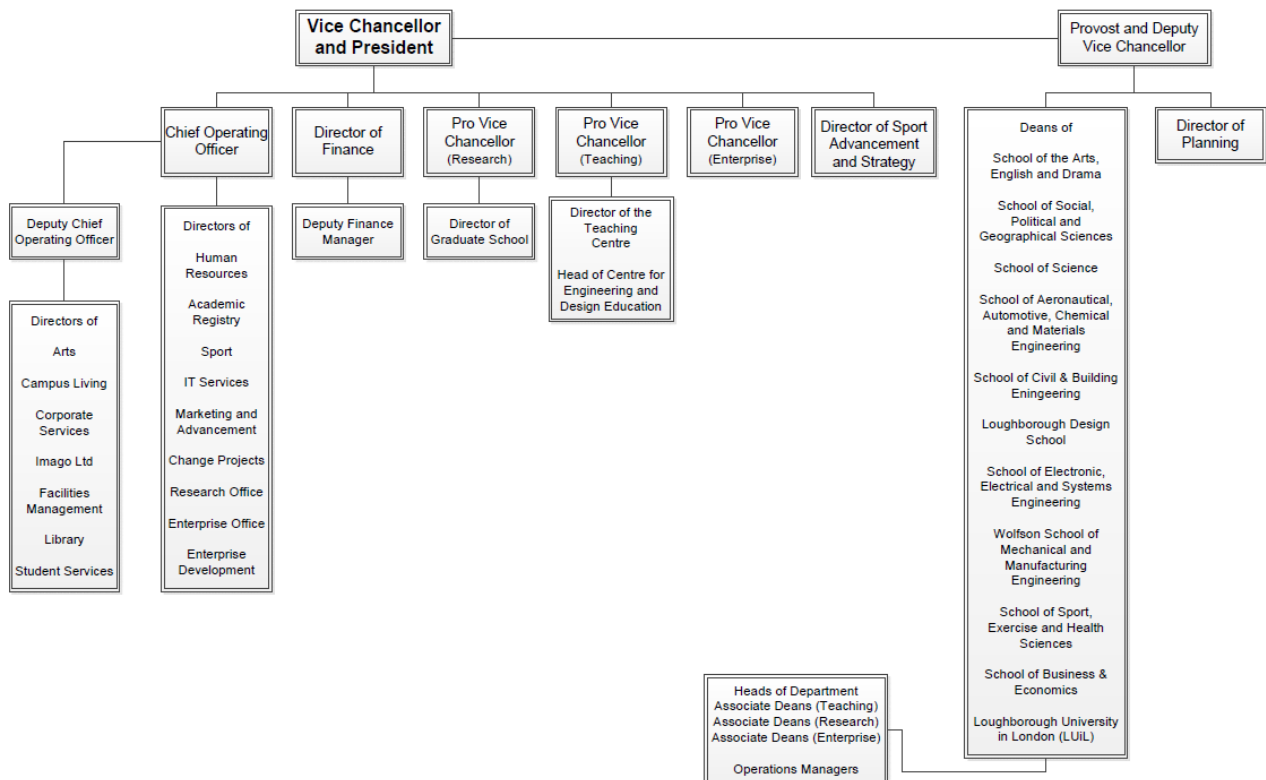 Vice Chancellor
and President
Provost and Deputy
Vice Chancellor
Chief Operating
Officer
Director of
Finance
Pro Vice
Chancellor
(Research)
Pro Vice
Chancellor
(Teaching)
Pro Vice
Chancellor
(Enterprise)
Director of Sport
Advancement
and Strategy
Director of
Planning
Deputy Chief
Operating Officer
Directors of
Arts
Campus Living
Corporate
Services
Imago Ltd
Facilities
Management
Library
Student Services
Directors of
Human
Resources
Academic
Registry
Sport
IT Services
Marketing and
Advancement
Change Projects
Research Office
Enterprise Office
Enterprise
Development
Deputy Finance
Manager
Director of
Graduate School
Director of the
Teaching
Centre
Head of Centre for
Engineering and
Design Education
Deans of
School of the Arts,
English and Drama
School of Social,
Political and
Geographical Sciences
School of Science
School of Aeronautical,
Automotive, Chemical
and Materials
Engineering
School of Civil & Building
Eningeering
Loughborough Design
School
School of Electronic,
Electrical and Systems
Engineering
Wolfson School of
Mechanical and
Manufacturing
Engineering
School of Sport,
Exercise and Health
Sciences
School of Business &
Economics
Loughborough University
in London (LUiL)
Heads of Department
Associate Deans (Teaching)
Associate Deans (Research)
Associate Deans (Enterprise)
Operations Managers